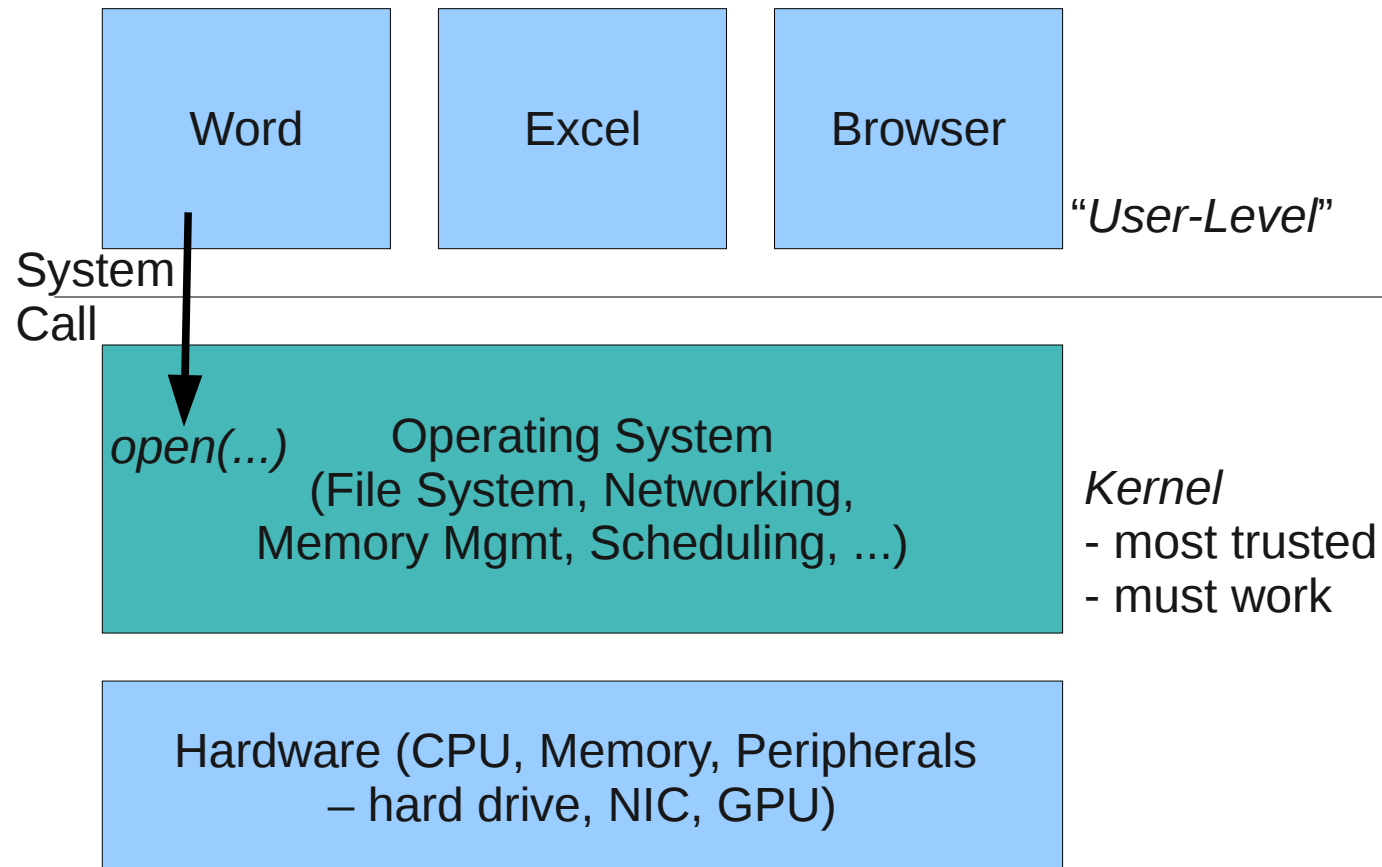 Word
Excel
Browser
“User-Level”
System
Call
open(...)
Operating System
(File System, Networking,
Memory Mgmt, Scheduling, ...)
Kernel
- most trusted
- must work
Hardware (CPU, Memory, Peripherals
– hard drive, NIC, GPU)